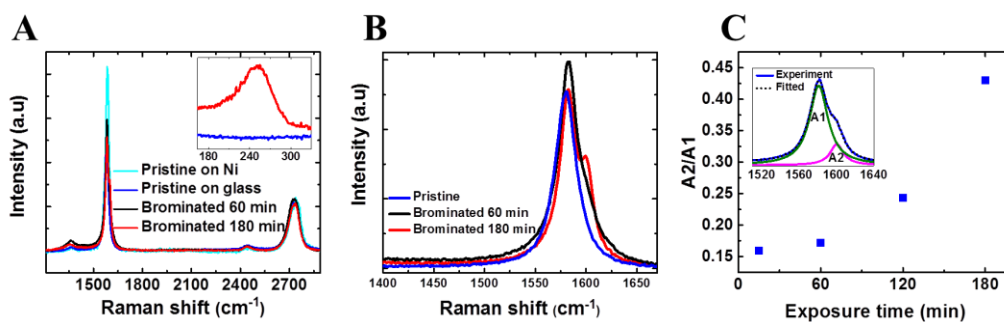 A
Intensity (a.u)
180 240 300
Pristine on Ni
Pristine on glass
Brominated 60 min
Brominated 180 min
1500 1800 2100 2400 2700
Raman shift (cm-1)
B
Intensity (a.u)
Pristine
Brominated 60 min
Brominated 180 min
1400 1450 1500 1550 1600 1650
Raman shift (cm-1)
C
A2/A1
0.45
0.40
0.35
0.30
0.25
0.20
0.15
Experiment
Fitted
A1
A2
1520 1560 1600 1640
0 60 120 180
Exposure time (min)